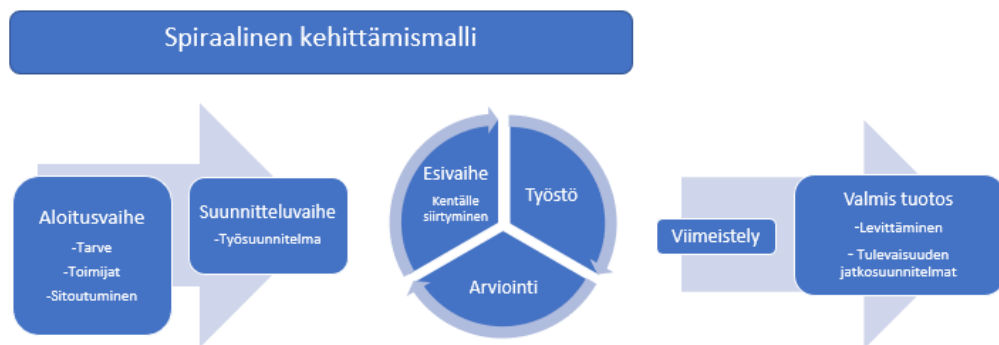 Spiraalinen kehittämismalli
Aloitusvaihe
-Tarve
-Toimijat
-Sitoutuminen
Suunnitteluvaihe
-Työsuunnitelma
Esivaihe
Kentälle
siirtyminen
Työstö
Arviointi
Viimeistely
Valmis tuotos
-Levittäminen
- Tulevaisuuden
jatkosuunnitelmat